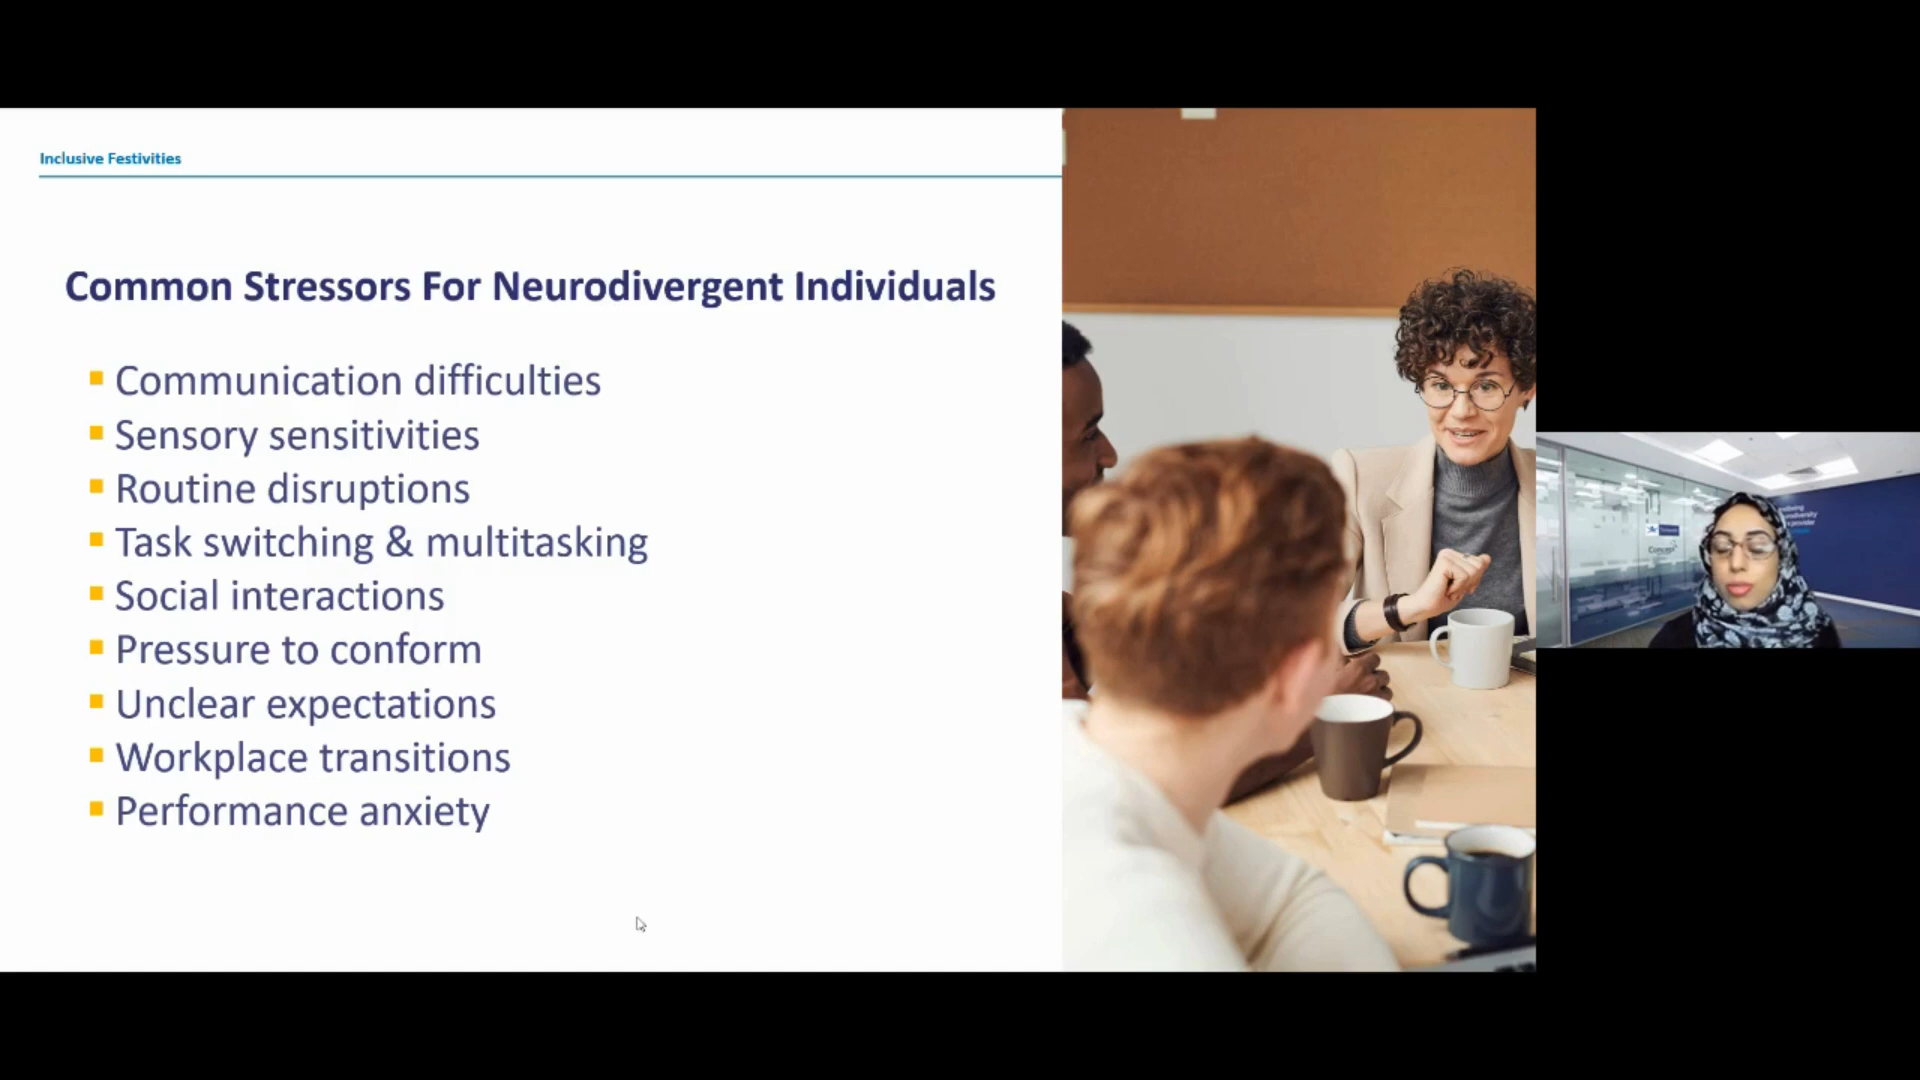 Inclusive Festivities
Common Stressors For Neurodivergent Individuals
Communication difficulties
Sensory sensitivities
Routine disruptions
Task switching & multitasking
Social interactions
Pressure to conform
Unclear expectations
Workplace transitions
Performance anxiety
provider